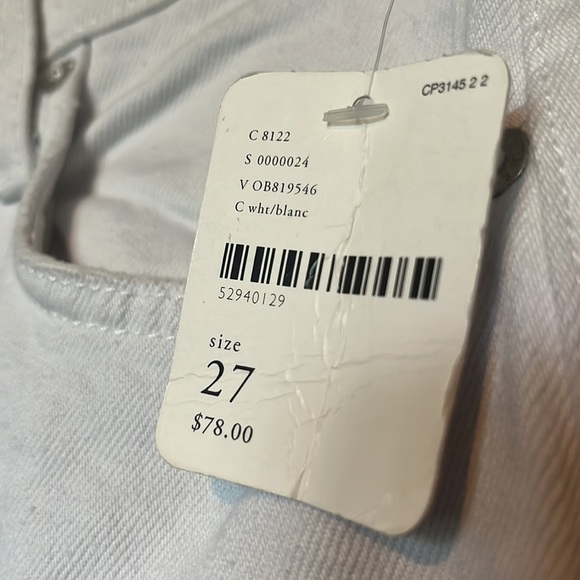 CP3145 2 2
C 8122
S 0000024
V OB819546
C wht/blanc
52940129
size
27
$78.00